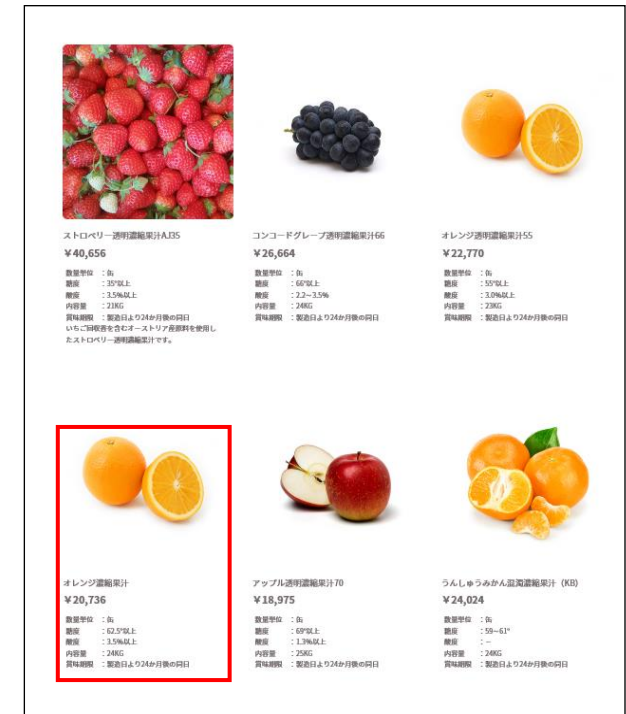 ストロベリー透明濃縮果汁AJ35
¥40,656
数量単位 ：缶
糖度 ：35°以上
酸度 ：3.5%以上
内容量 ：21KG
賞味期限 ：製造日より24か月後の同日
いちご回収香を含むオーストリア産原料を使用し
たストロベリー透明濃縮果汁です。
コンコードグレープ透明濃縮果汁66
¥26,664
数量単位 ：缶
糖度 ：66°以上
酸度 ：2.2～3.5%
内容量 ：24KG
賞味期限 ：製造日より24か月後の同日
オレンジ透明濃縮果汁55
¥22,770
数量単位 ：缶
糖度 ：55°以上
酸度 ：3.0%以上
内容量 ：23KG
賞味期限 ：製造日より24か月後の同日
オレンジ濃縮果汁
¥20,736
数量単位 ：缶
糖度 ：62.5°以上
酸度 ：3.5%以上
内容量 ：24KG
賞味期限 ：製造日より24か月後の同日
アップル透明濃縮果汁70
¥18,975
数量単位 ：缶
糖度 ：69°以上
酸度 ：1.3%以上
内容量 ：25KG
賞味期限 ：製造日より24か月後の同日
うんしゅうみかん混濁濃縮果汁（KB）
¥24,024
数量単位 ：缶
糖度 ：59～61°
酸度 ：−
内容量 ：24KG
賞味期限 ：製造日より24か月後の同日